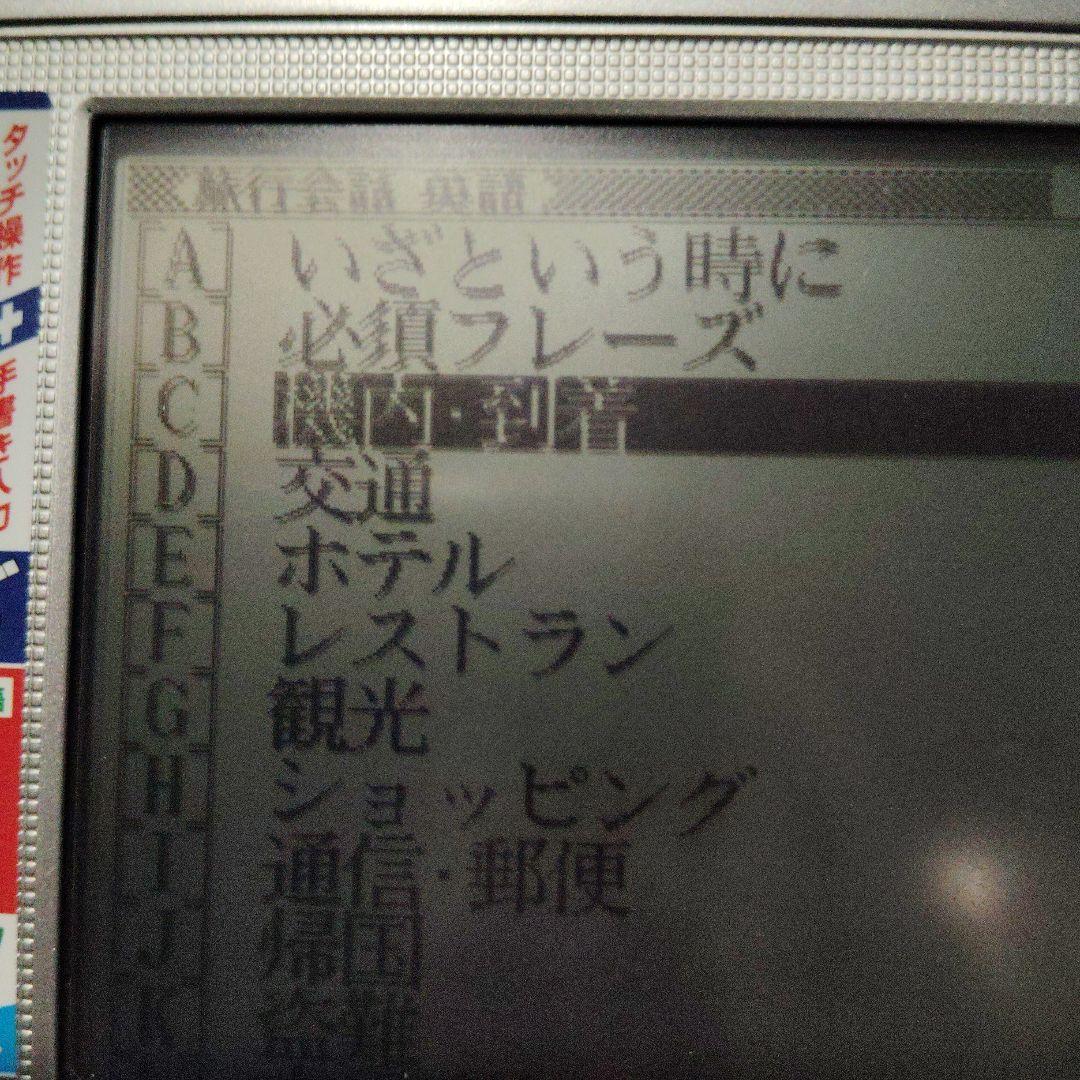 旅行会話 英語
A いざという時に
B 必須フレーズ
C 機内・到着
D 交通
E ホテル
F レストラン
G 観光
H ショッピング
I 通信・郵便
J 帰国
K 盗難
タッチ操作
+
手書き入力